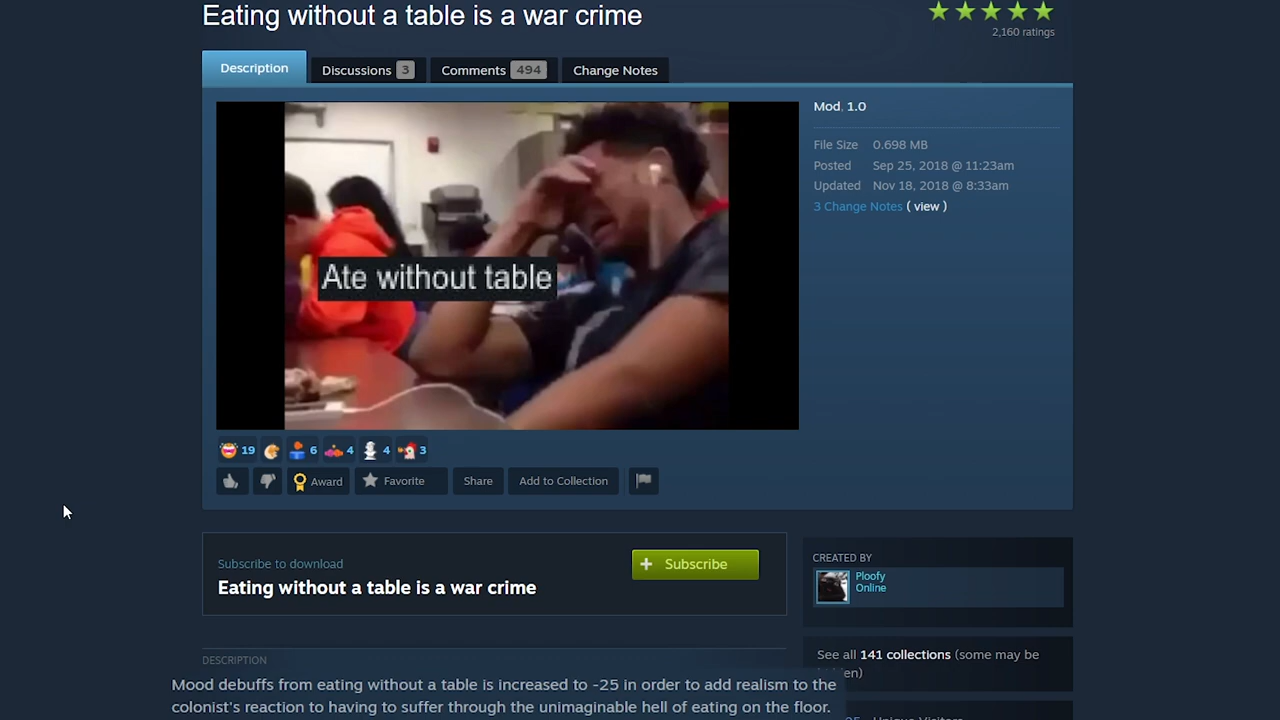 Eating without a table is a war crime
2,160 ratings
Description
Discussions 3
Comments 494
Change Notes
Ate without table
Mod, 1.0
File Size 0.698 MB
Posted Sep 25, 2018 @ 11:23am
Updated Nov 18, 2018 @ 8:33am
3 Change Notes ( view )
19 6 4 4 3
Award
Favorite
Share
Add to Collection
Subscribe to download
Eating without a table is a war crime
Subscribe
CREATED BY
Ploofy
Online
See all 141 collections (some may be
DESCRIPTION
Mood debuffs from eating without a table is increased to -25 in order to add realism to the
colonist's reaction to having to suffer through the unimaginable hell of eating on the floor.